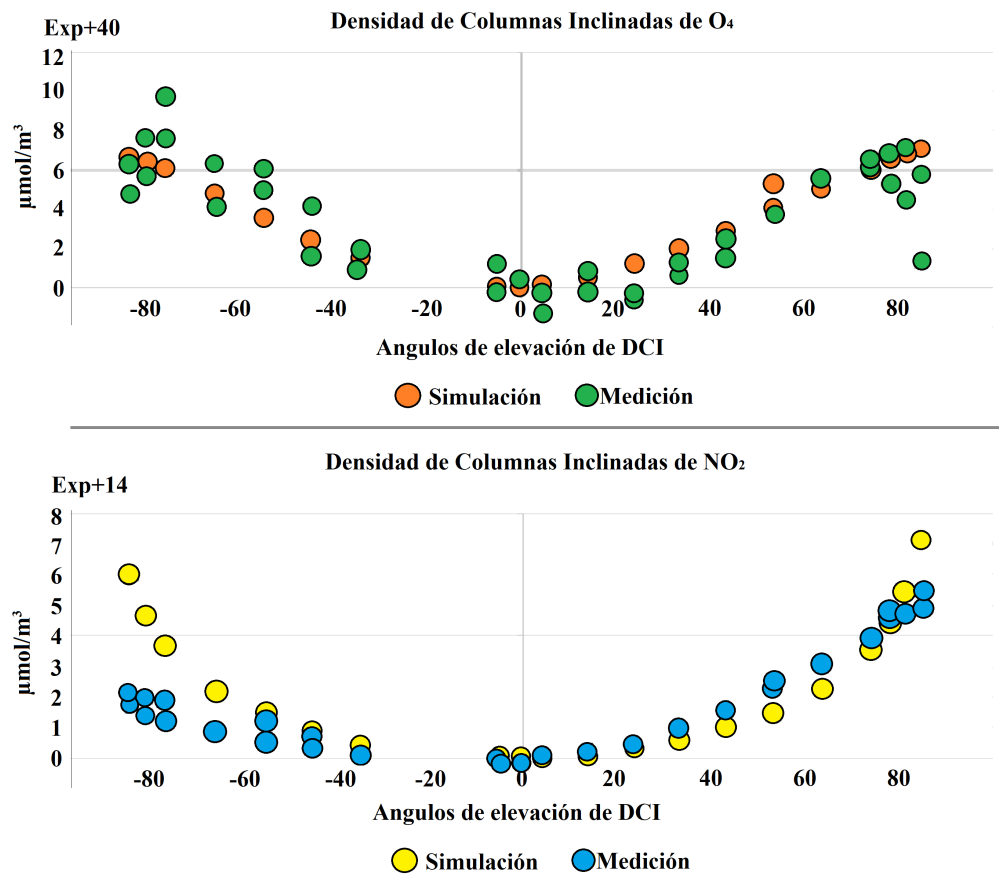 Densidad de Columnas Inclinadas de O₄
Exp+40
12
10
8
6
4
2
0
µmol/m³
-80 -60 -40 -20 0 20 40 60 80
Angulos de elevación de DCI
Simulación Medición
Densidad de Columnas Inclinadas de NO₂
Exp+14
8
7
6
5
4
3
2
1
0
µmol/m³
-80 -60 -40 -20 0 20 40 60 80
Angulos de elevación de DCI
Simulación Medición